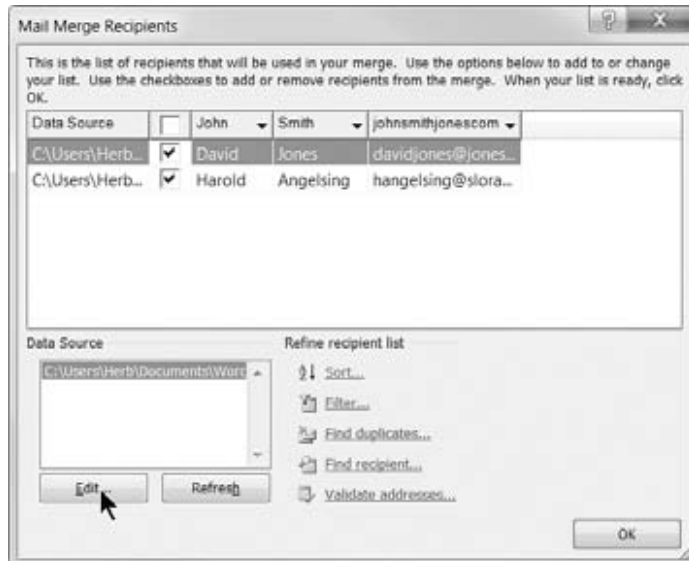 Mail Merge Recipients
This is the list of recipients that will be used in your merge. Use the options below to add to or change
your list. Use the checkboxes to add or remove recipients from the merge. When your list is ready, click
OK.
Data Source John Smith johnsmithjonescom
C:\Users\Herb... David Jones davidjones@jones...
C:\Users\Herb... Harold Angelsing hangelsing@slora...
Data Source Refine recipient list
C:\Users\Herb\Documents\Word
Sort...
Filter...
Find duplicates...
Find recipient...
Validate addresses...
Edit... Refresh
OK